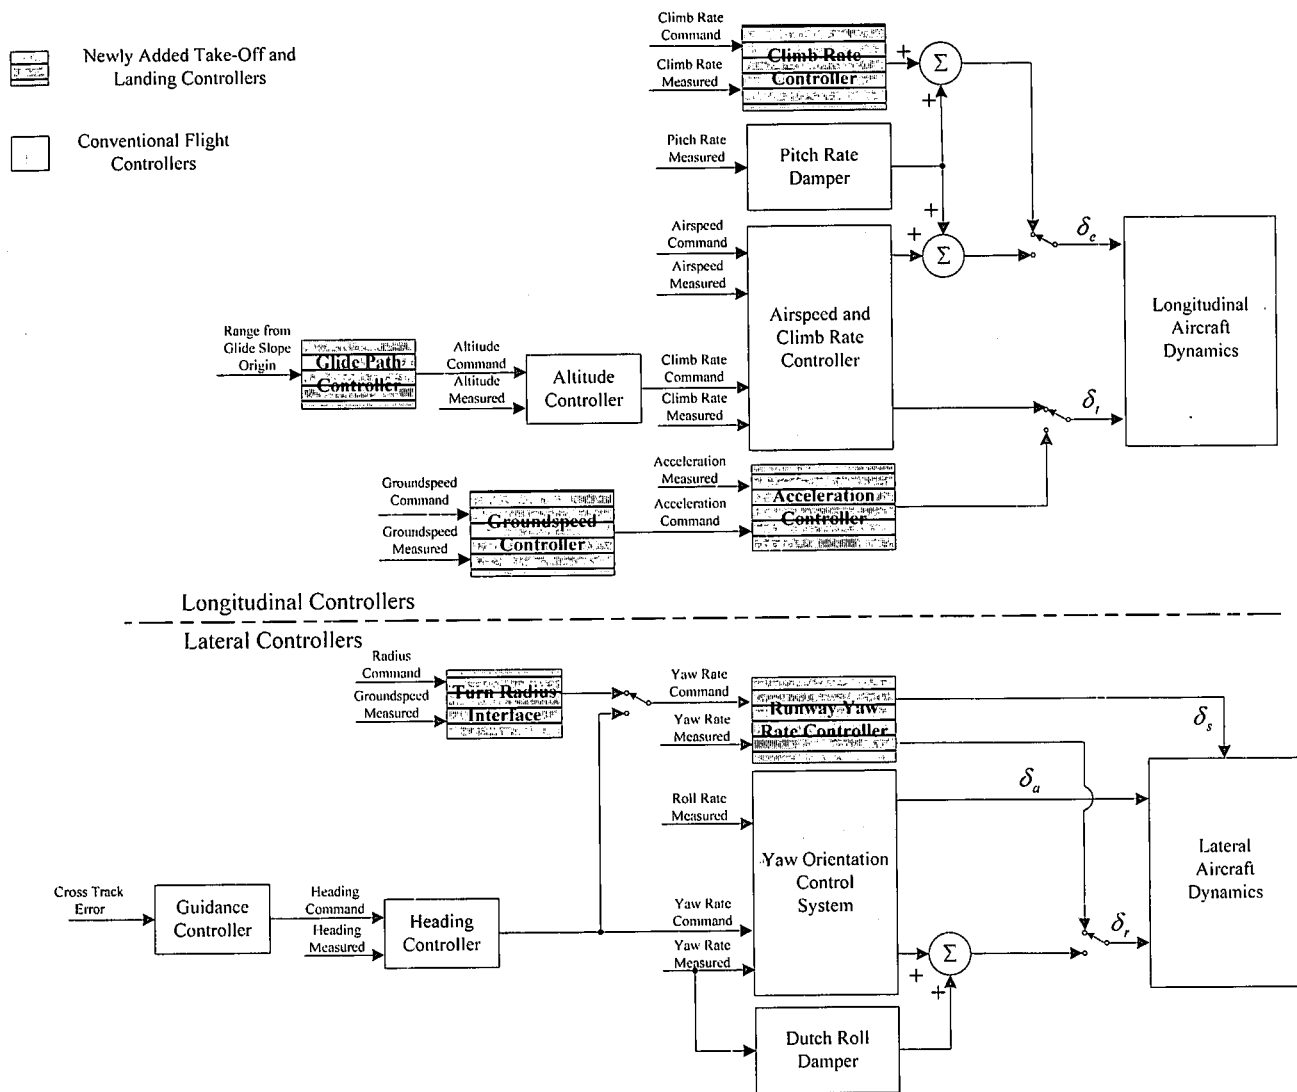 Newly Added Take-Off and
Landing Controllers
Conventional Flight
Controllers
Climb Rate
Command
Climb Rate
Measured
Climb Rate
Controller
+
Σ
+
Pitch Rate
Measured
Pitch Rate
Damper
+
+
Σ
Airspeed
Command
Airspeed
Measured
Airspeed and
Climb Rate
Controller
δe
Longitudinal
Aircraft
Dynamics
Range from
Glide Slope
Origin
Glide Path
Controller
Altitude
Command
Altitude
Measured
Altitude
Controller
Climb Rate
Command
Climb Rate
Measured
δt
Groundspeed
Command
Groundspeed
Measured
Groundspeed
Controller
Acceleration
Measured
Acceleration
Command
Acceleration
Controller
Longitudinal Controllers
Lateral Controllers
Radius
Command
Groundspeed
Measured
Turn Radius
Interface
Yaw Rate
Command
Yaw Rate
Measured
Runway Yaw
Rate Controller
δs
Roll Rate
Measured
Yaw Orientation
Control
System
δa
Lateral
Aircraft
Dynamics
Cross Track
Error
Guidance
Controller
Heading
Command
Heading
Measured
Heading
Controller
Yaw Rate
Command
Yaw Rate
Measured
+
Σ
+
δr
Dutch Roll
Damper